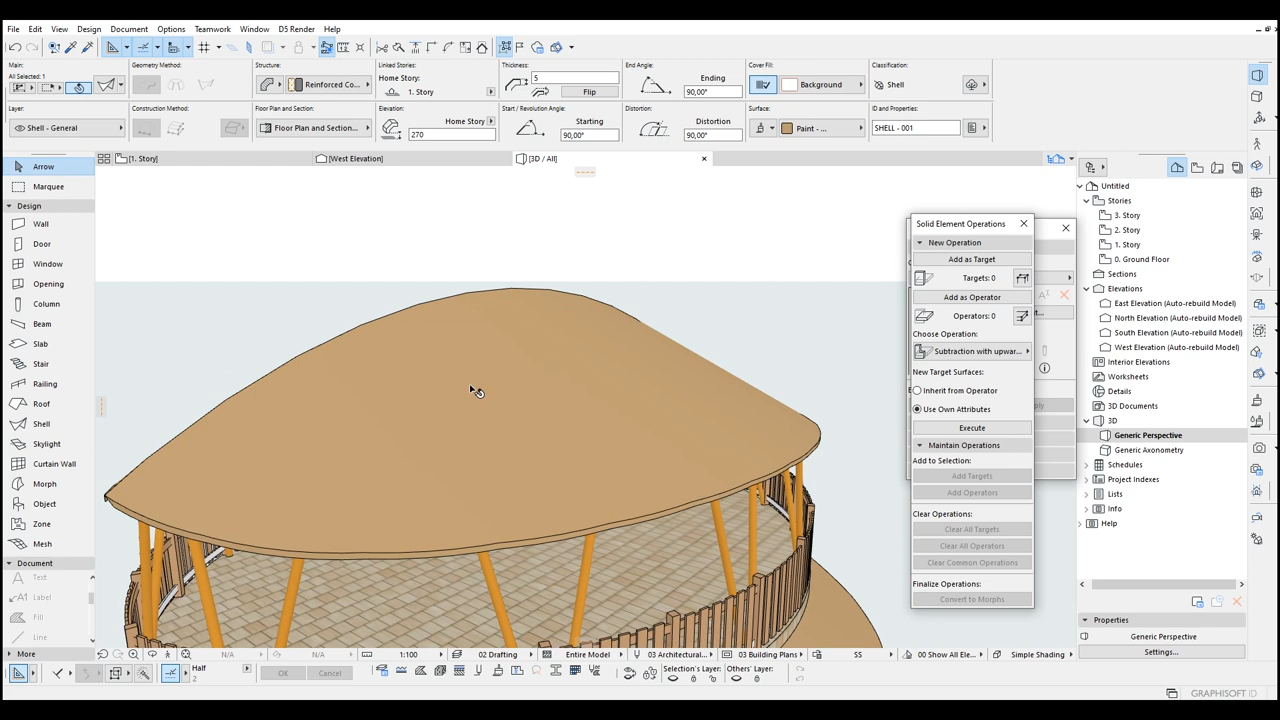 File Edit View Design Document Options Teamwork Window D5 Render Help
Main: Geometry Method: Structure: Linked Stories: Thickness: End Angle: Cover Fill: Classification:
All Selected: 1 Reinforced Co... Home Story: 1. Story 5 Flip Ending 90,00° Background Shell
Layer: Construction Method: Floor Plan and Section: Elevation: Start / Revolution Angle: Distortion: Surface: ID and Properties:
Shell - General Floor Plan and Section... Home Story 270 Starting 90,00° Distortion 90,00° Paint - ... SHELL - 001
[1. Story] [West Elevation] [3D / All]
Arrow
Marquee
Design
Wall
Door
Window
Opening
Column
Beam
Slab
Stair
Railing
Roof
Shell
Skylight
Curtain Wall
Morph
Object
Zone
Mesh
Document
Text
Label
Fill
Line
More
Solid Element Operations
New Operation
Add as Target
Targets: 0
Add as Operator
Operators: 0
Choose Operation:
Subtraction with upwar...
New Target Surfaces:
Inherit from Operator
Use Own Attributes
Execute
Maintain Operations
Add to Selection:
Add Targets
Add Operators
Clear Operations:
Clear All Targets
Clear All Operators
Clear Common Operations
Finalize Operations:
Convert to Morphs
Untitled
Stories
3. Story
2. Story
1. Story
0. Ground Floor
Sections
Elevations
East Elevation (Auto-rebuild Model)
North Elevation (Auto-rebuild Model)
South Elevation (Auto-rebuild Model)
West Elevation (Auto-rebuild Model)
Interior Elevations
Worksheets
Details
3D Documents
3D
Generic Perspective
Generic Axonometry
Schedules
Project Indexes
Lists
Info
Help
Properties
Generic Perspective
Settings...
N/A N/A 1:100 02 Drafting Entire Model 03 Architectural... 03 Building Plans 55 00 Show All Ele... Simple Shading
Half
2
OK Cancel Selection's Layer: Others' Layer:
GRAPHISOFT ID